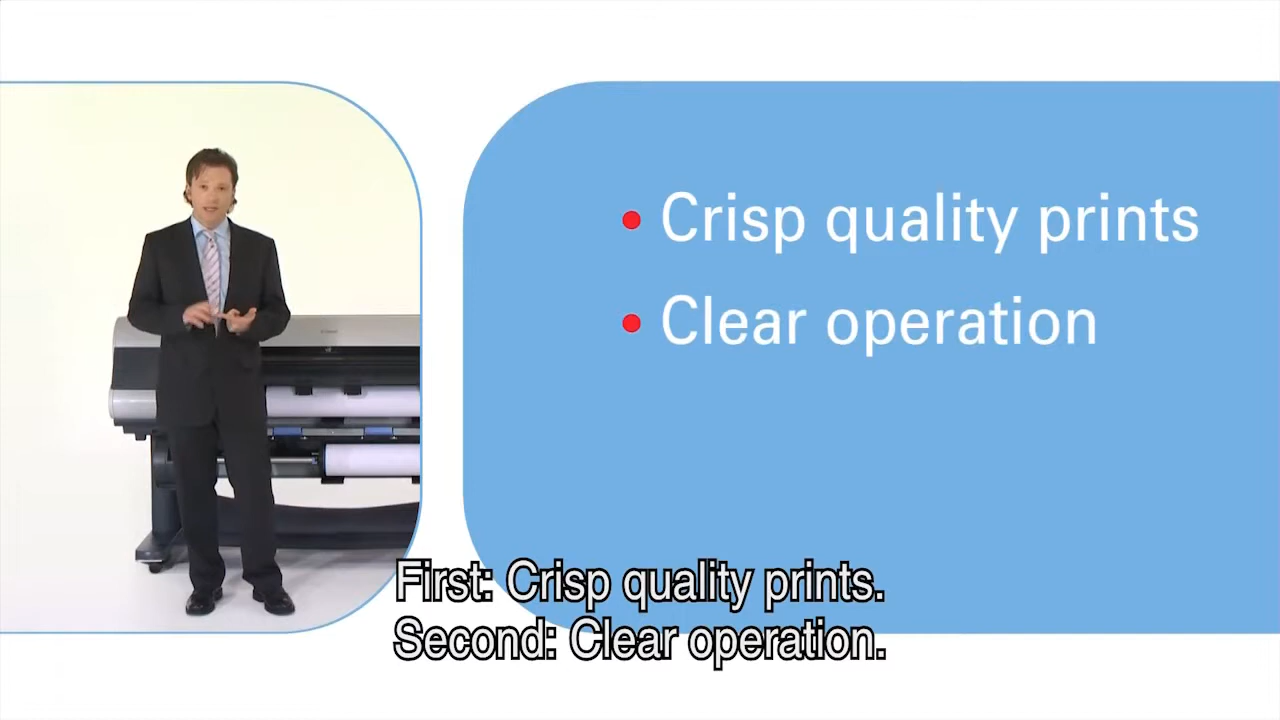 Crisp quality prints
Clear operation
First: Crisp quality prints.
Second: Clear operation.